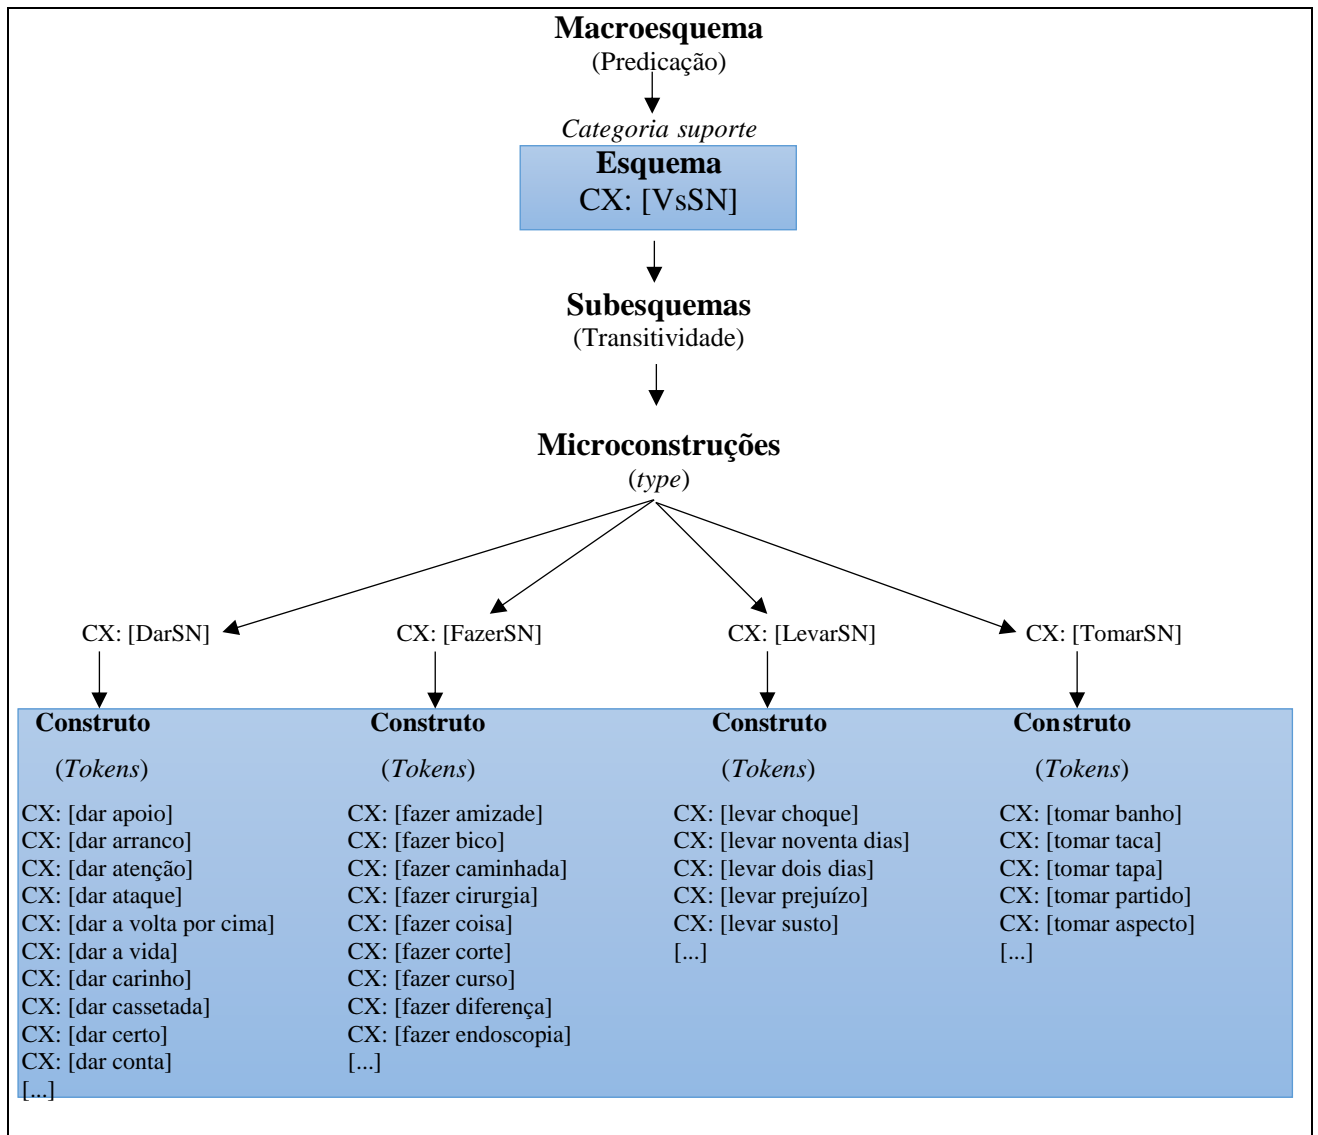 Macroesquema
(Predicação)
Categoria suporte
Esquema
CX: [VsSN]
Subesquemas
(Transitividade)
Microconstruções
(type)
CX: [DarSN]
CX: [FazerSN]
CX: [LevarSN]
CX: [TomarSN]
Construto
(Tokens)
CX: [dar apoio]
CX: [dar arranco]
CX: [dar atenção]
CX: [dar ataque]
CX: [dar a volta por cima]
CX: [dar a vida]
CX: [dar carinho]
CX: [dar cassetada]
CX: [dar certo]
CX: [dar conta]
[...]
Construto
(Tokens)
CX: [fazer amizade]
CX: [fazer bico]
CX: [fazer caminhada]
CX: [fazer cirurgia]
CX: [fazer coisa]
CX: [fazer corte]
CX: [fazer curso]
CX: [fazer diferença]
CX: [fazer endoscopia]
[...]
Construto
(Tokens)
CX: [levar choque]
CX: [levar noventa dias]
CX: [levar dois dias]
CX: [levar prejuízo]
CX: [levar susto]
[...]
Construto
(Tokens)
CX: [tomar banho]
CX: [tomar taca]
CX: [tomar tapa]
CX: [tomar partido]
CX: [tomar aspecto]
[...]